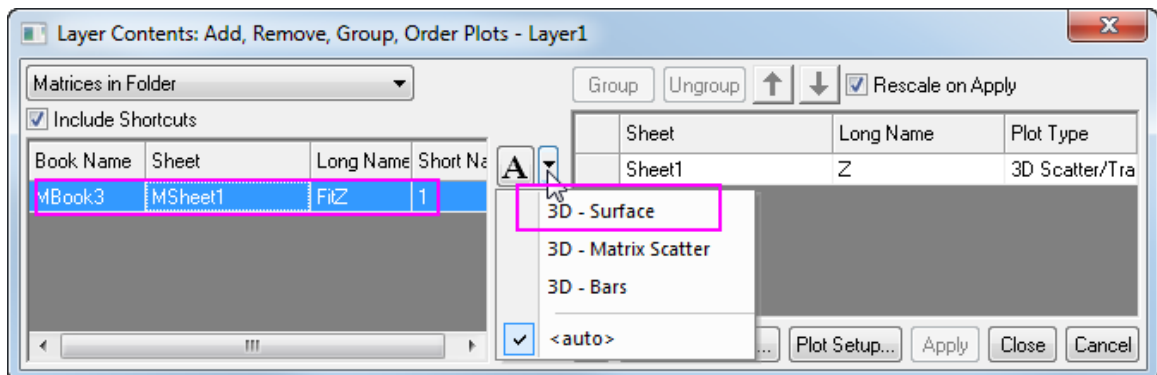 Layer Contents: Add, Remove, Group, Order Plots - Layer1
Matrices in Folder
Group Ungroup Rescale on Apply
Include Shortcuts
Sheet Long Name Plot Type
Book Name Sheet Long Name Short Na
A
Sheet1 Z 3D Scatter/Tra
MBook3 MSheet1 FitZ 1
3D - Surface
3D - Matrix Scatter
3D - Bars
<auto>
... Plot Setup... Apply Close Cancel